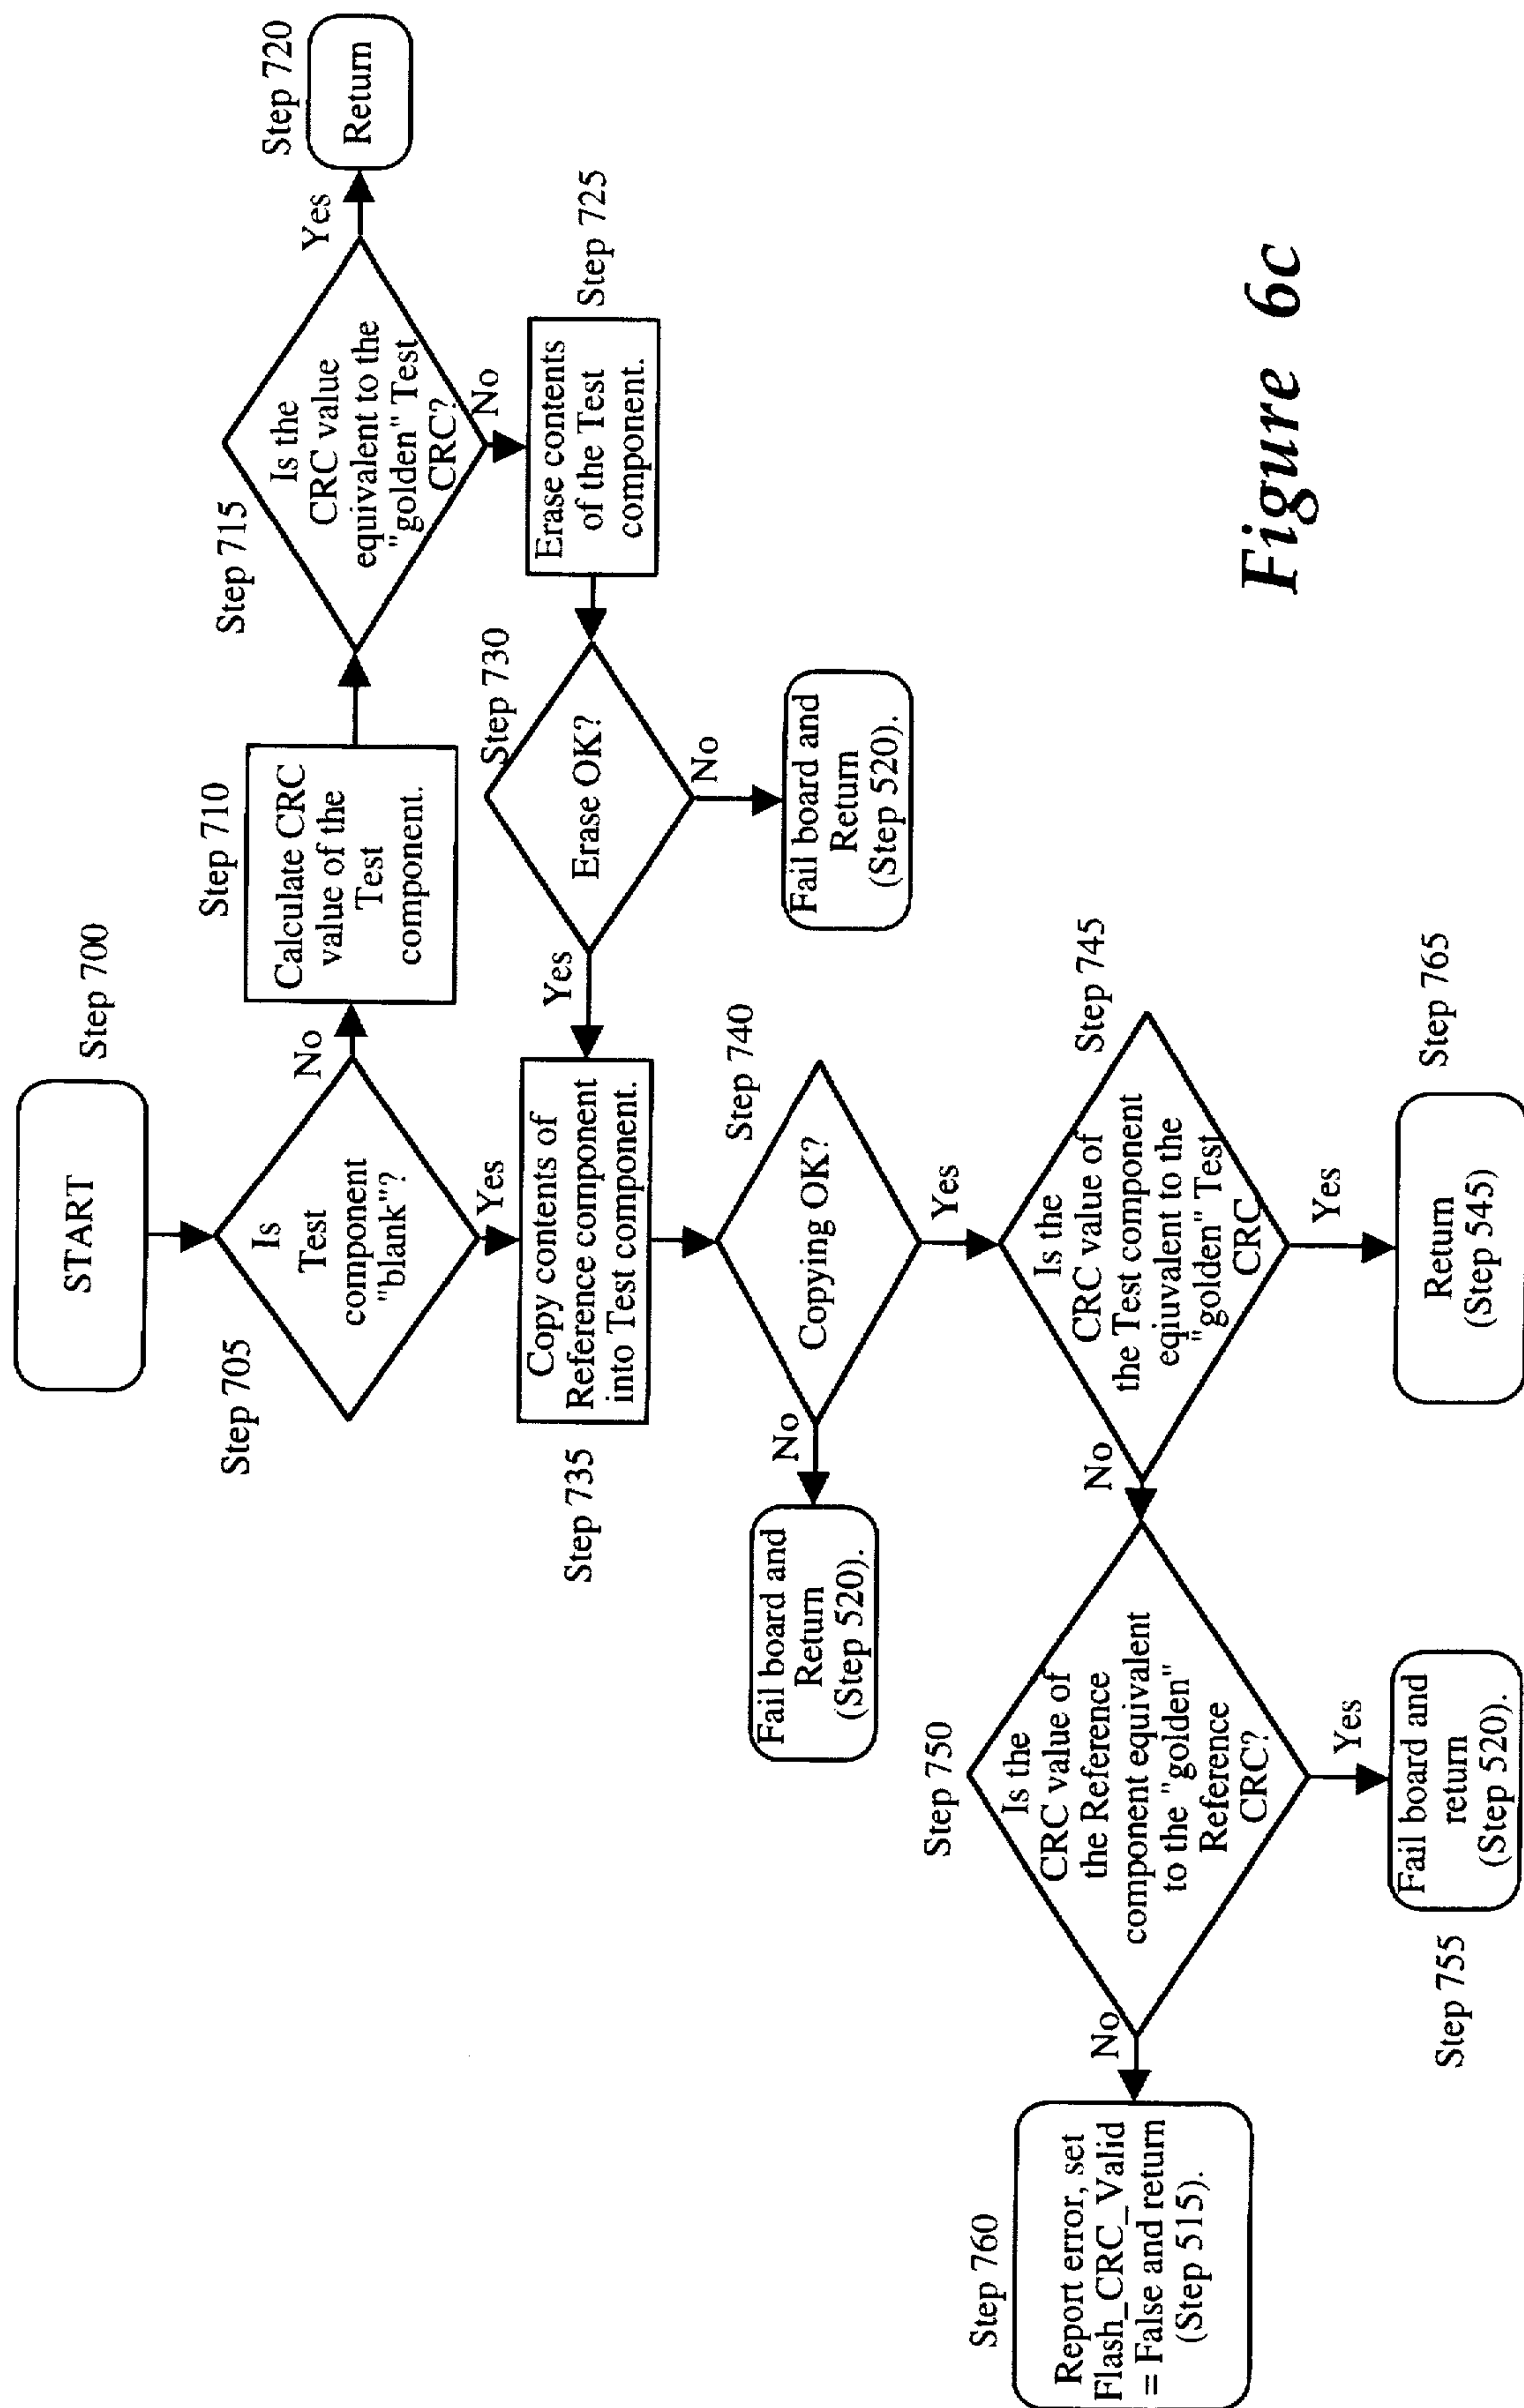 START
Step 700
Step 705
Is
Test
component
"blank"?
No
Yes
Step 710
Calculate CRC
value of the
Test
component.
Step 715
Is the
CRC value
equivalent to the
"golden" Test
CRC?
Yes
No
Step 720
Return
Step 725
Erase contents
of the Test
component.
Step 730
Erase OK?
Yes
No
Fail board and
Return
(Step 520).
Step 735
Copy contents of
Reference component
into Test component.
Step 740
Copying OK?
No
Yes
Fail board and
Return
(Step 520).
Step 745
Is the
CRC value of
the Test component
eqiuvalent to the
"golden" Test
CRC
No
Yes
Step 765
Return
(Step 545)
Step 750
Is the
CRC value of
the Reference
component equivalent
to the "golden"
Reference
CRC?
No
Yes
Step 755
Fail board and
return
(Step 520).
Step 760
Report error, set
Flash_CRC_Valid
= False and return
(Step 515).
Figure 6c